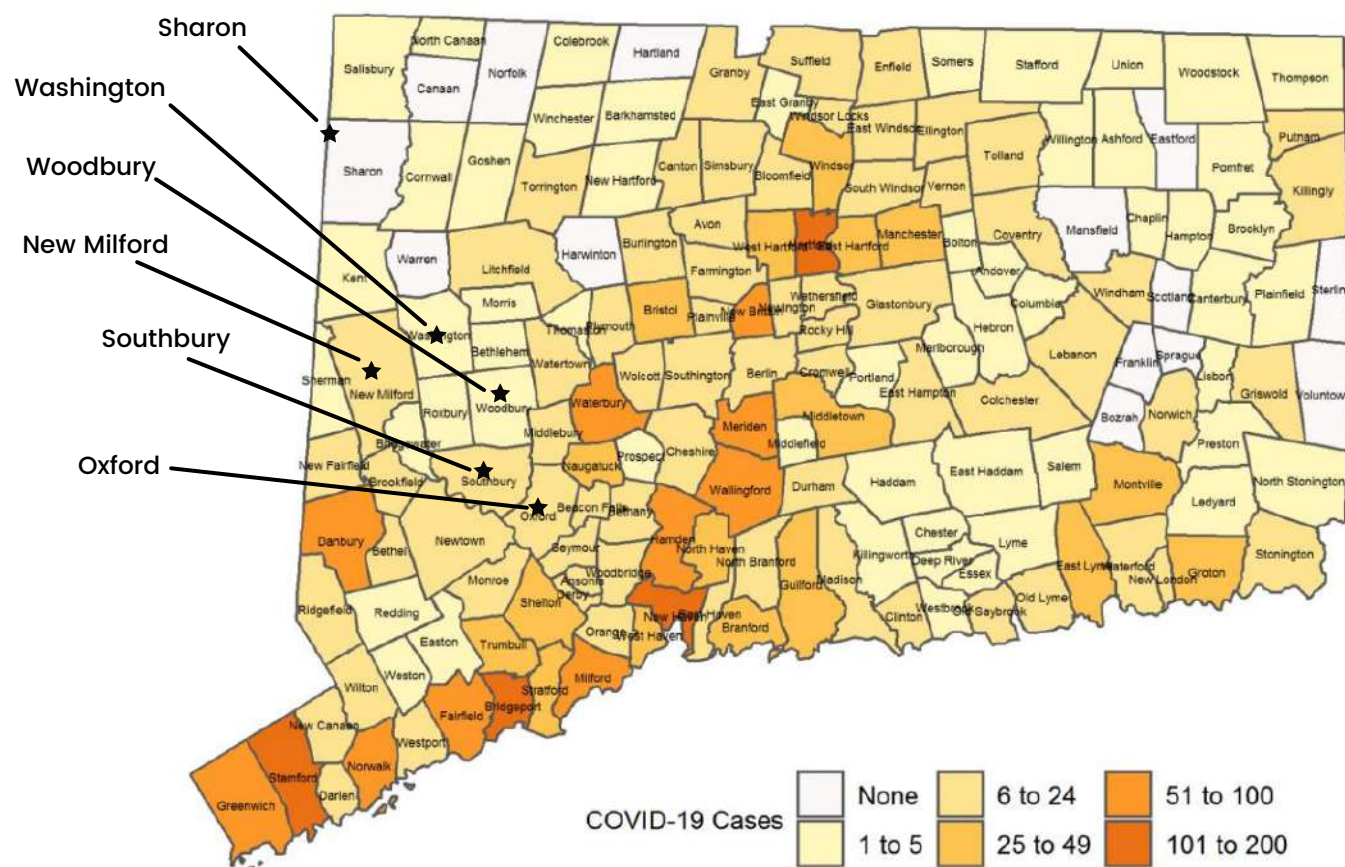 Sharon
Washington
Woodbury
New Milford
Southbury
Oxford
Salisbury
North Canaan
Canaan
Norfolk
Colebrook
Hartland
Granby
Suffield
Enfield
Somers
Stafford
Union
Woodstock
Thompson
Winchester
Barkhamsted
East Granby
Windsor Locks
East Windsor
Ellington
Willington
Ashford
Eastford
Putnam
Sharon
Cornwall
Goshen
Torrington
New Hartford
Canton
Simsbury
Bloomfield
Windsor
South Windsor
Vernon
Tolland
Pomfret
Killingly
Kent
Warren
Litchfield
Harwinton
Burlington
Avon
West Hartford
East Hartford
Manchester
Bolton
Coventry
Mansfield
Chaplin
Hampton
Brooklyn
Farmington
Andover
Morris
Bristol
Plainville
New Britain
Newington
Wethersfield
Glastonbury
Columbia
Windham
Scotland
Canterbury
Plainfield
Sterlin
Washington
Bethlehem
Thomaston
Plymouth
Rocky Hill
Hebron
Marlborough
Lebanon
Franklin
Sprague
Lisbon
Sherman
New Milford
Roxbury
Woodbury
Watertown
Wolcott
Southington
Berlin
Cromwell
Portland
East Hampton
Colchester
Bozrah
Norwich
Griswold
Voluntow
Waterbury
Middlebury
Meriden
Middletown
Middlefield
Preston
Bridgewater
New Fairfield
Brookfield
Southbury
Naugatuck
Prospect
Cheshire
Wallingford
Durham
Haddam
East Haddam
Salem
Montville
Ledyard
North Stonington
Danbury
Bethel
Newtown
Oxford
Beacon Falls
Bethany
Hamden
North Haven
North Branford
Guilford
Madison
Killingworth
Chester
Deep River
Essex
Lyme
East Lyme
Waterford
New London
Groton
Stonington
Seymour
Woodbridge
Monroe
Ansonia
Derby
Shelton
Ridgefield
Redding
Easton
Trumbull
Orange
West Haven
New Haven
East Haven
Branford
Clinton
Westbrook
Old Saybrook
Old Lyme
Weston
Wilton
Stratford
Milford
Bridgeport
Fairfield
New Canaan
Westport
Norwalk
Darien
Stamford
Greenwich
COVID-19 Cases
None
1 to 5
6 to 24
25 to 49
51 to 100
101 to 200